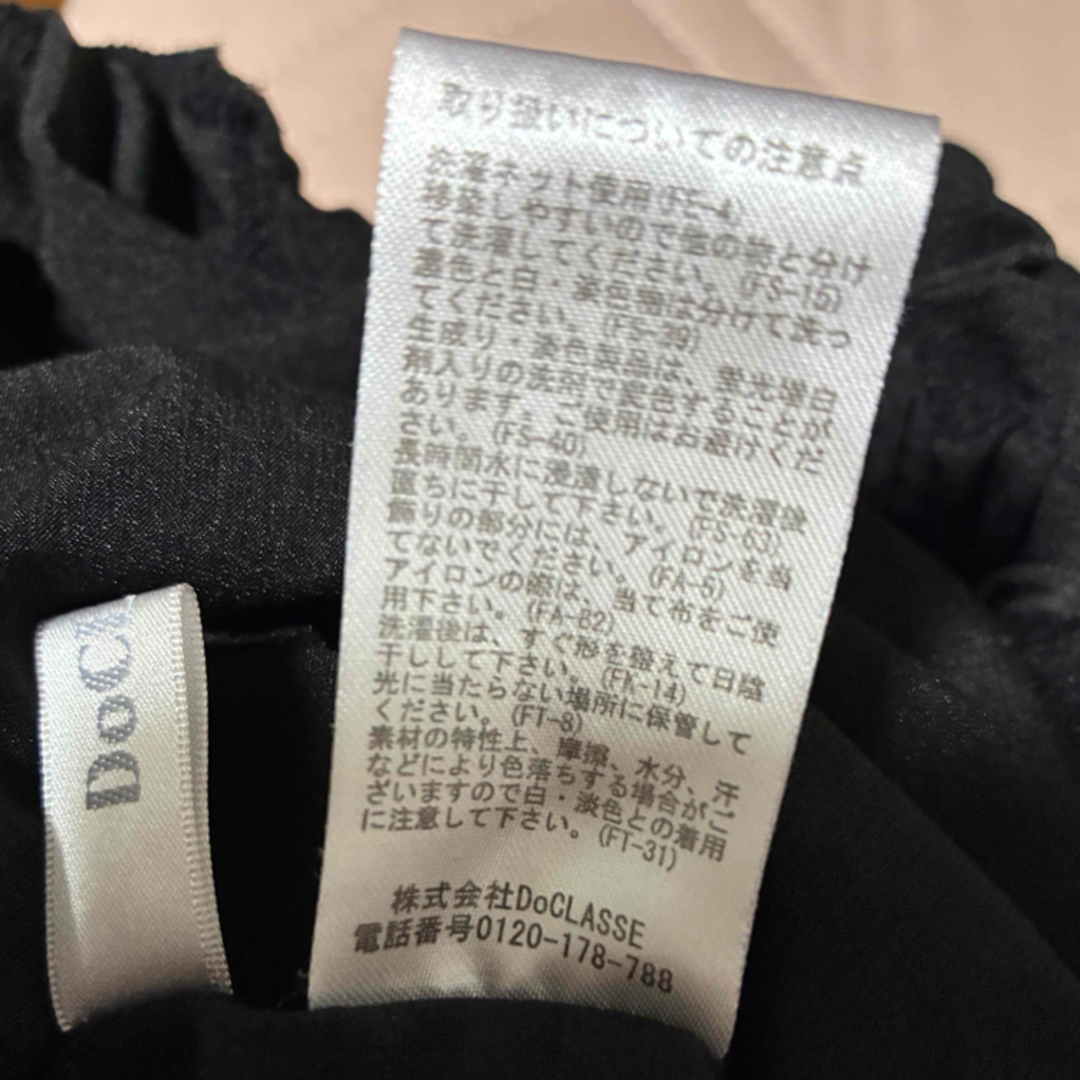 取り扱いについての注意点
洗濯ネット使用(FE-4)
移染しやすいので他の物と分け
て洗濯してください。(FS-15)
濃色と白・淡色物は分けて洗っ
てください。(FS-39)
生成り・淡色製品は、蛍光増白
剤入りの洗剤で変色することが
あります。ご使用はお避けくだ
さい。(FS-40)
長時間水に浸漬しないで洗濯後
直ちに干して下さい。(FS-63)
飾りの部分には、アイロンを当
てないでください。(FA-5)
アイロンの際は、当て布をご使
用下さい。(FA-82)
洗濯後は、すぐ形を整えて日陰
干しして下さい。(FK-14)
光に当たらない場所に保管して
ください。(FT-8)
素材の特性上、摩擦、水分、汗
などにより色落ちする場合がご
ざいますので白・淡色との着用
に注意して下さい。(FT-31)
株式会社DoCLASSE
電話番号0120-178-788
DoCL